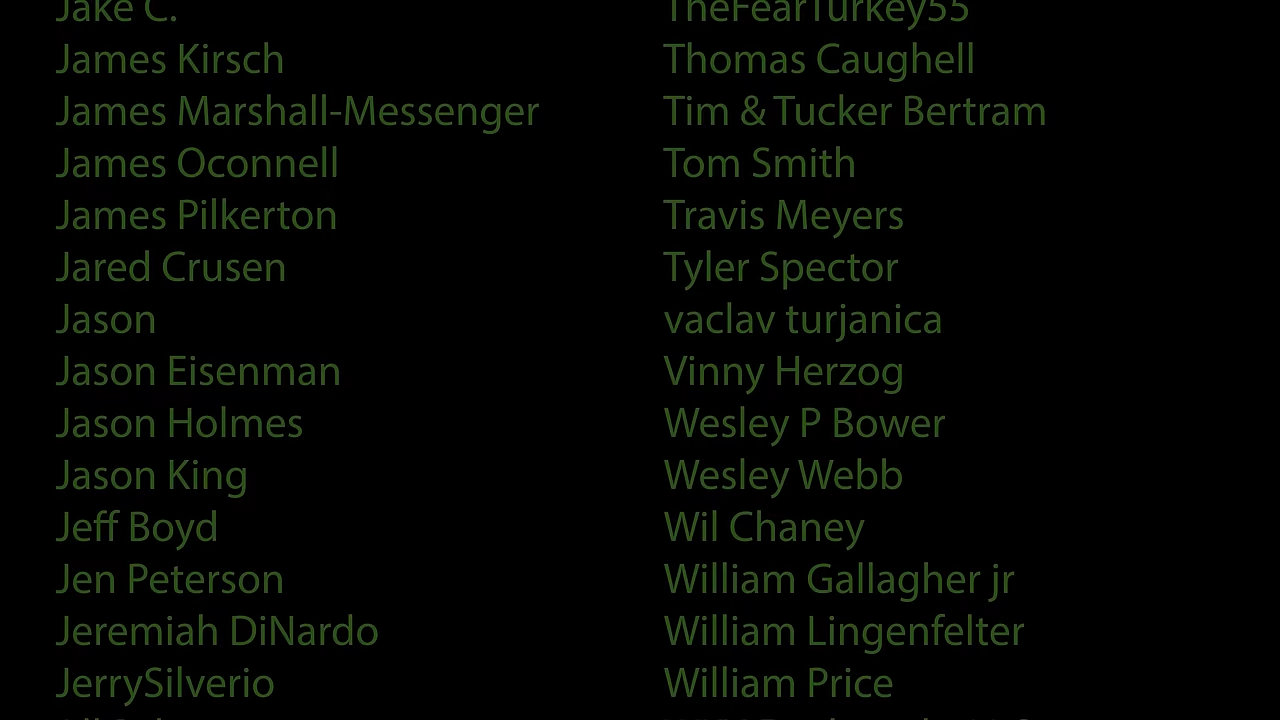 Jake C.
James Kirsch
James Marshall-Messenger
James Oconnell
James Pilkerton
Jared Crusen
Jason
Jason Eisenman
Jason Holmes
Jason King
Jeff Boyd
Jen Peterson
Jeremiah DiNardo
JerrySilverio
TheFearTurkey55
Thomas Caughell
Tim & Tucker Bertram
Tom Smith
Travis Meyers
Tyler Spector
vaclav turjanica
Vinny Herzog
Wesley P Bower
Wesley Webb
Wil Chaney
William Gallagher jr
William Lingenfelter
William Price